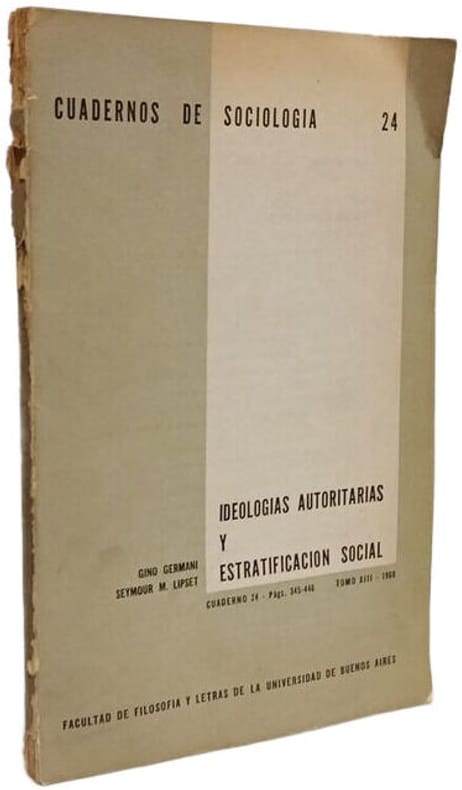 CUADERNOS DE SOCIOLOGIA 24
IDEOLOGIAS AUTORITARIAS
Y
ESTRATIFICACION SOCIAL
GINO GERMANI
SEYMOUR M. LIPSET
CUADERNO 24 - Págs. 345-446 TOMO XIII - 1960
FACULTAD DE FILOSOFIA Y LETRAS DE LA UNIVERSIDAD DE BUENOS AIRES